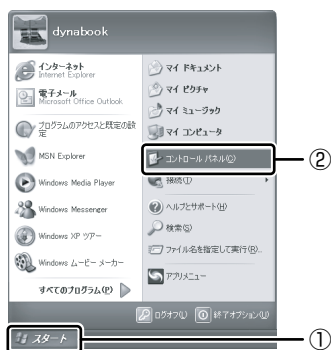 dynabook
インターネット
Internet Explorer
電子メール
Microsoft Office Outlook
プログラムのアクセスと既定の設
定
MSN Explorer
Windows Media Player
Windows Messenger
Windows XP ツアー
Windows ムービー メーカー
すべてのプログラム(P)
マイ ドキュメント
マイ ピクチャ
マイ ミュージック
マイ コンピュータ
コントロール パネル(C)
接続(T)
ヘルプとサポート(H)
検索(S)
ファイル名を指定して実行(R)...
アプリメニュー
ログオフ(L)
終了オプション(U)
スタート
②
①